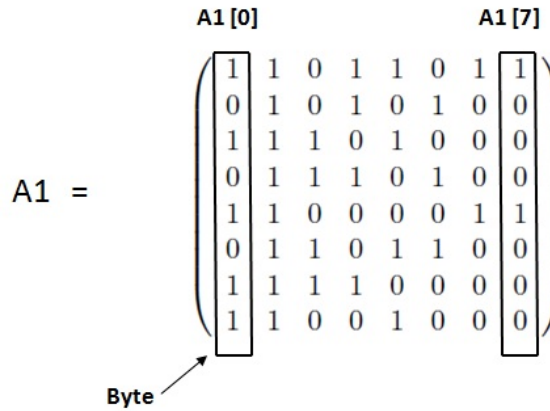 A1 [0] A1 [7]
1 1 0 1 1 0 1 1
0 1 0 1 0 1 0 0
1 1 1 0 1 0 0 0
0 1 1 1 0 1 0 0
A1 =
1 1 0 0 0 0 1 1
0 1 1 0 1 1 0 0
1 1 1 1 0 0 0 0
1 1 0 0 1 0 0 0
Byte